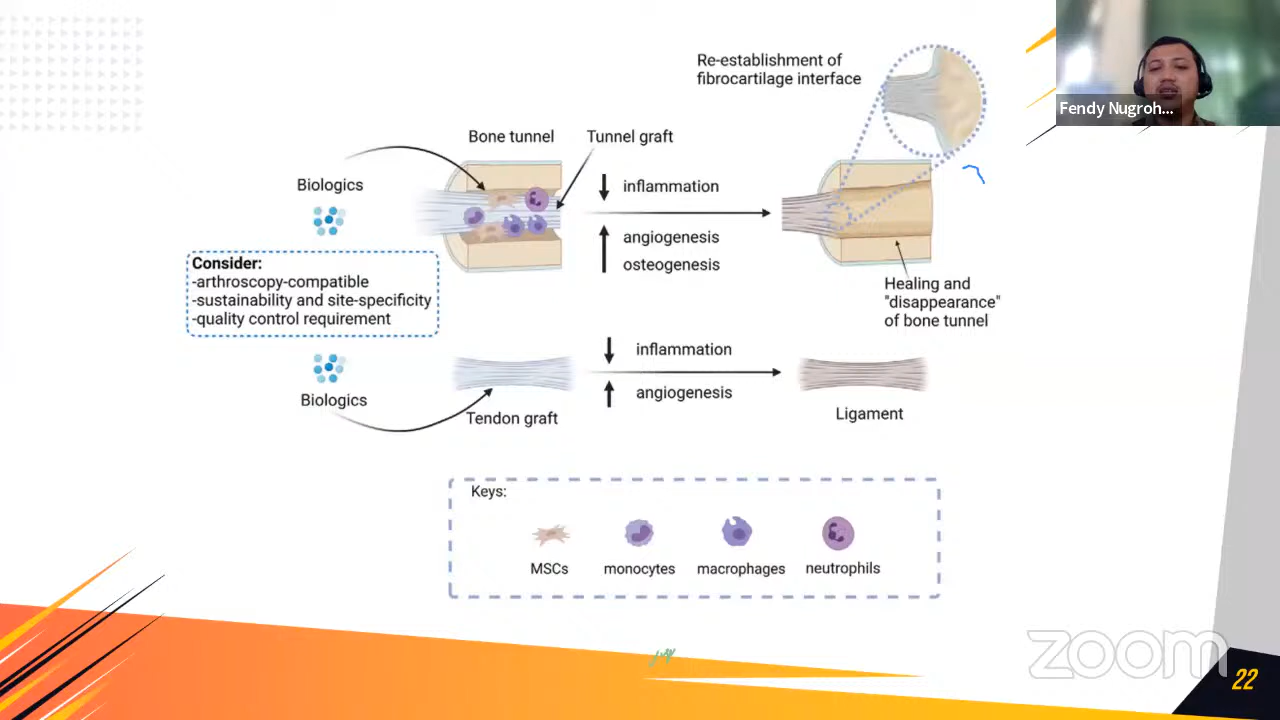 Re-establishment of
fibrocartilage interface
Fendy Nugroh...
Bone tunnel
Tunnel graft
Biologics
inflammation
angiogenesis
osteogenesis
Consider:
-arthroscopy-compatible
-sustainability and site-specificity
-quality control requirement
Healing and
"disappearance"
of bone tunnel
inflammation
angiogenesis
Biologics
Tendon graft
Ligament
Keys:
MSCs
monocytes
macrophages
neutrophils
zoom
22